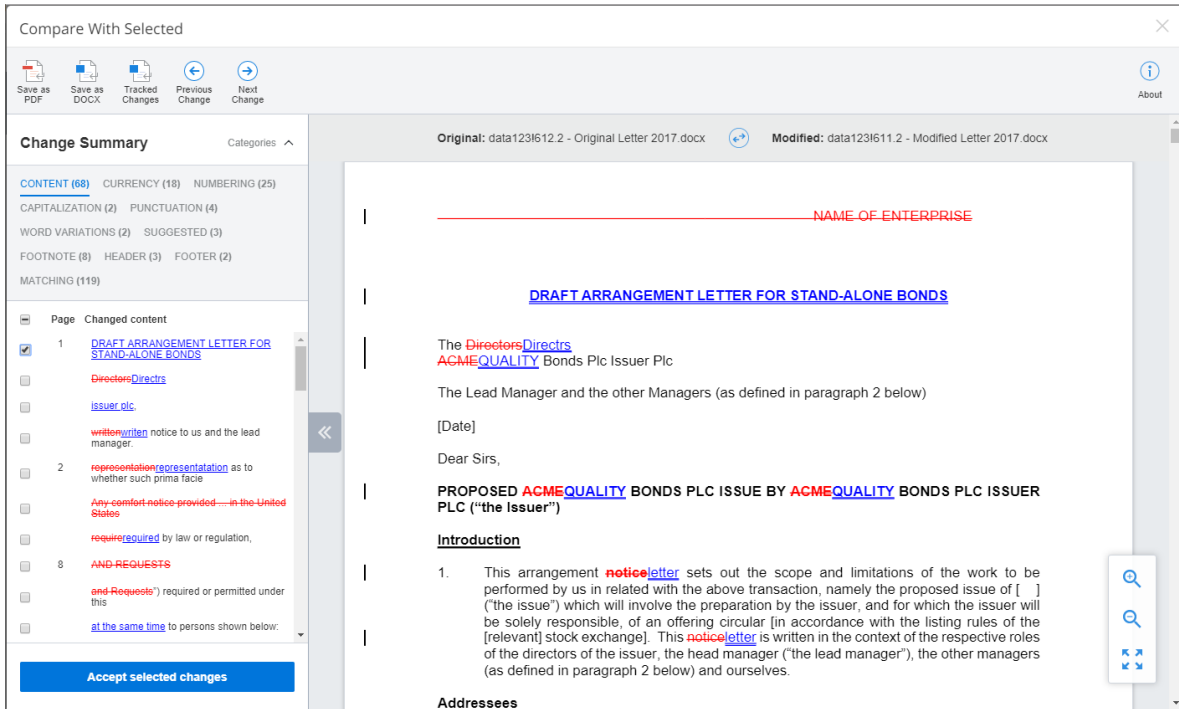 Compare With Selected
Save as PDF
Save as DOCX
Tracked Changes
Previous Change
Next Change
About
Change Summary
Categories
CONTENT (68) CURRENCY (18) NUMBERING (25)
CAPITALIZATION (2) PUNCTUATION (4)
WORD VARIATIONS (2) SUGGESTED (3)
FOOTNOTE (8) HEADER (3) FOOTER (2)
MATCHING (119)
Page Changed content
1 DRAFT ARRANGEMENT LETTER FOR
STAND-ALONE BONDS
DirectorsDirectrs
issuer plc,
writtenwriten notice to us and the lead
manager.
2 representationrepresentatation as to
whether such prima facie
Any comfort notice provided ... in the United
States
requirerequired by law or regulation,
8 AND REQUESTS
and Requests") required or permitted under
this
at the same time to persons shown below:
Accept selected changes
Original: data123!612.2 - Original Letter 2017.docx Modified: data123!611.2 - Modified Letter 2017.docx
NAME OF ENTERPRISE
DRAFT ARRANGEMENT LETTER FOR STAND-ALONE BONDS
The DirectorsDirectrs
ACMEQUALITY Bonds Plc Issuer Plc
The Lead Manager and the other Managers (as defined in paragraph 2 below)
[Date]
Dear Sirs,
PROPOSED ACMEQUALITY BONDS PLC ISSUE BY ACMEQUALITY BONDS PLC ISSUER
PLC (“the Issuer”)
Introduction
1. This arrangement noticeletter sets out the scope and limitations of the work to be
performed by us in related with the above transaction, namely the proposed issue of [ ]
(“the issue”) which will involve the preparation by the issuer, and for which the issuer will
be solely responsible, of an offering circular [in accordance with the listing rules of the
[relevant] stock exchange]. This noticeletter is written in the context of the respective roles
of the directors of the issuer, the head manager (“the lead manager”), the other managers
(as defined in paragraph 2 below) and ourselves.
Addressees